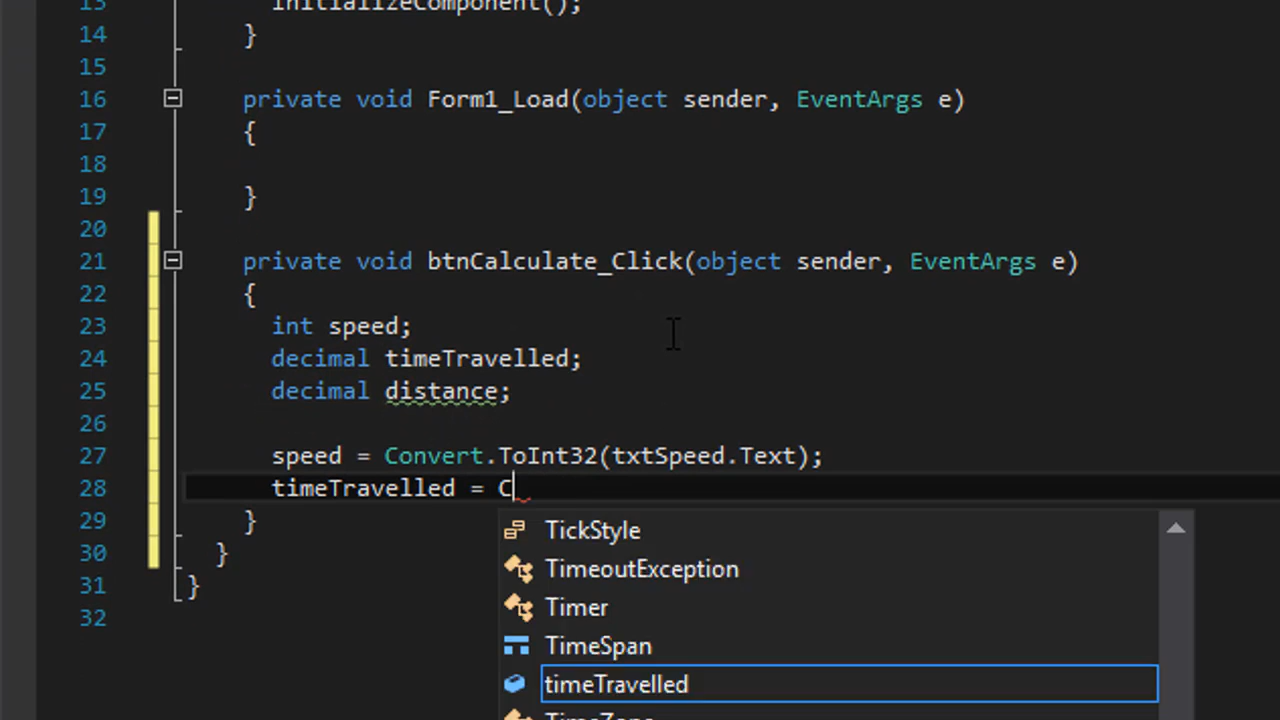 13 InitializeComponent();
14 }
15
16 private void Form1_Load(object sender, EventArgs e)
17 {
18
19 }
20
21 private void btnCalculate_Click(object sender, EventArgs e)
22 {
23 int speed;
24 decimal timeTravelled;
25 decimal distance;
26
27 speed = Convert.ToInt32(txtSpeed.Text);
28 timeTravelled = C
29 }
30 }
31 }
32
TickStyle
TimeoutException
Timer
TimeSpan
timeTravelled
TimeZone